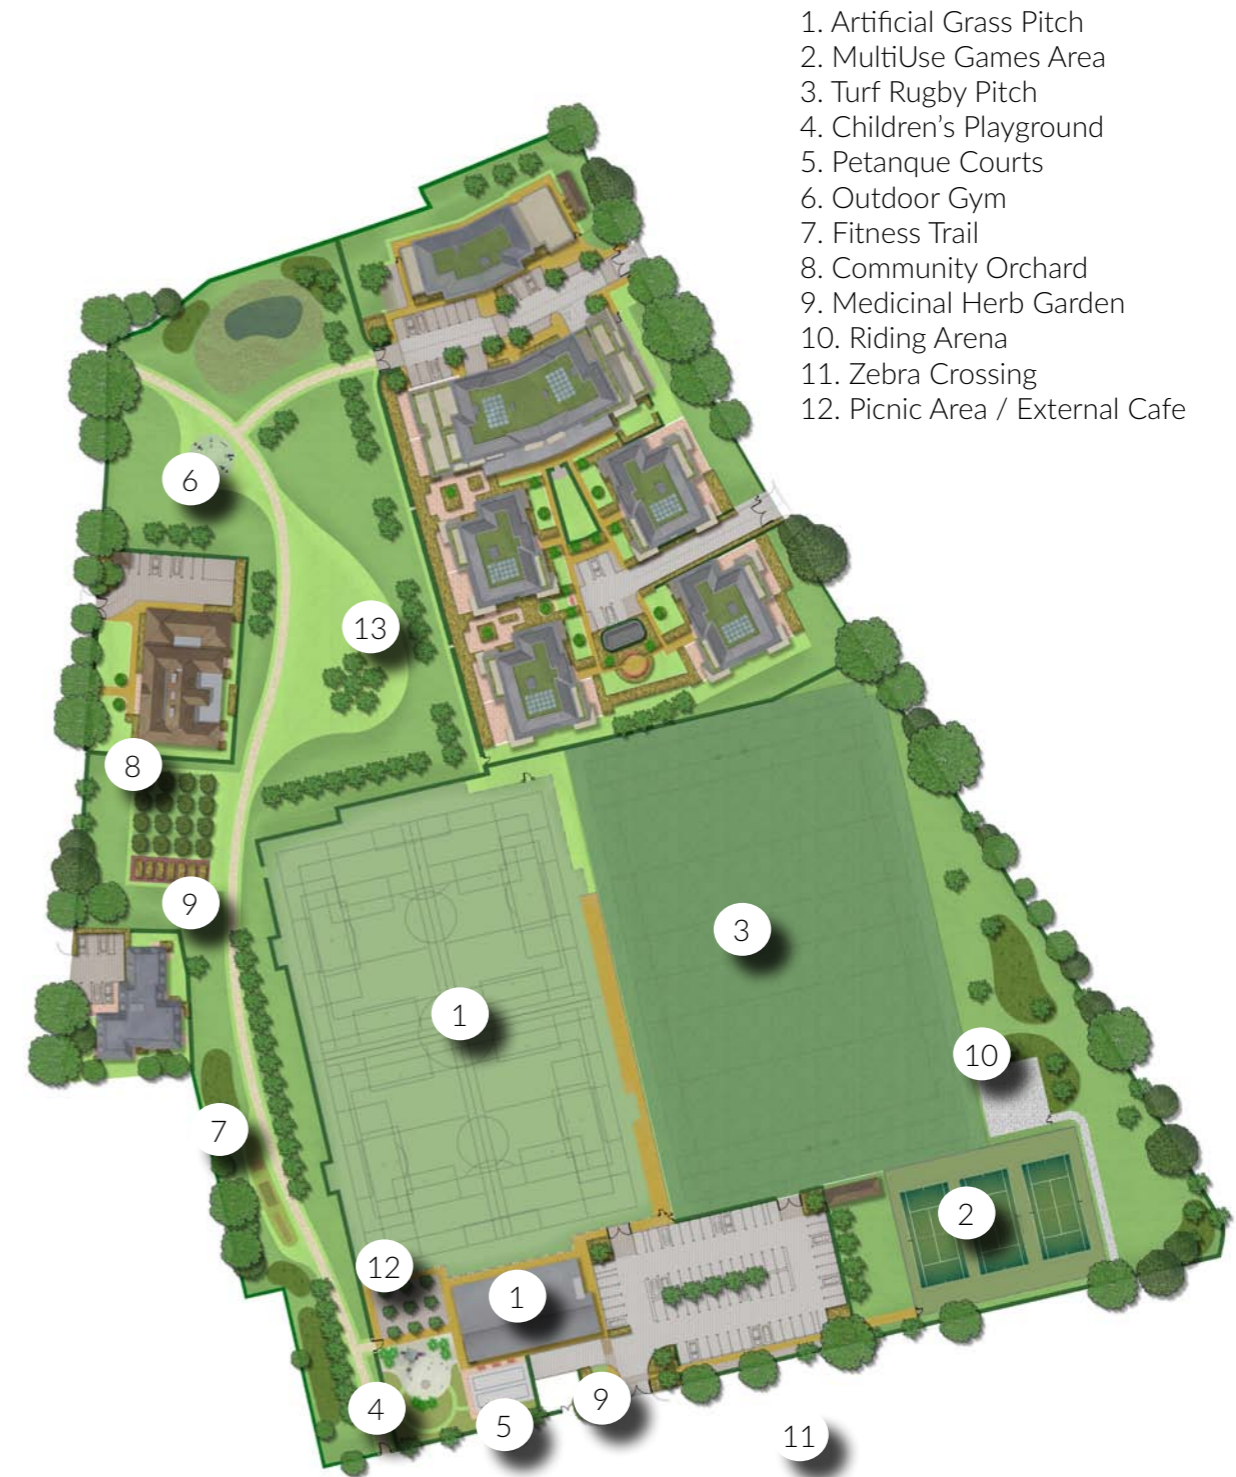 1. Artificial Grass Pitch
2. MultiUse Games Area
3. Turf Rugby Pitch
4. Children's Playground
5. Petanque Courts
6. Outdoor Gym
7. Fitness Trail
8. Community Orchard
9. Medicinal Herb Garden
10. Riding Arena
11. Zebra Crossing
12. Picnic Area / External Cafe
6
13
8
9
3
1
10
7
2
12
1
9
4
5
11